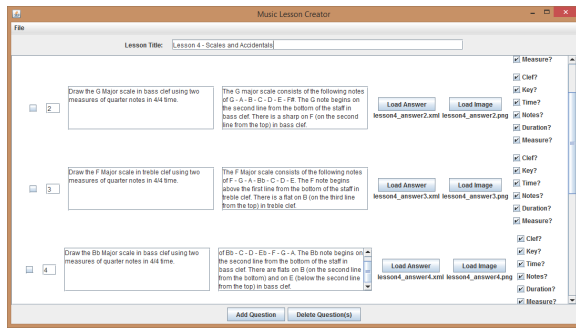 Music Lesson Creator
File
Lesson Title: Lesson 4 - Scales and Accidentals
Measure?
2
Draw the G Major scale in bass clef using two
measures of quarter notes in 4/4 time.
The G major scale consists of the following notes
of G - A - B - C - D - E - F#. The G note begins on
the second line from the bottom of the staff in
bass clef. There is a sharp on F (on the second
line from the top) in bass clef.
Load Answer
lesson4_answer2.xml
Load Image
lesson4_answer2.png
Clef?
Key?
Time?
Notes?
Duration?
Measure?
3
Draw the F Major scale in treble clef using two
measures of quarter notes in 4/4 time.
The F Major scale consists of the following notes
of F - G - A - Bb - C - D - E. The F note begins
above the first line from the bottom of the staff in
treble clef. There is a flat on B (on the third line
from the top) in treble clef.
Load Answer
lesson4_answer3.xml
Load Image
lesson4_answer3.png
Clef?
Key?
Time?
Notes?
Duration?
Measure?
4
Draw the Bb Major scale in bass clef using two
measures of quarter notes in 4/4 time.
of Bb - C - D - Eb - F - G - A. The Bb note begins on
the second line from the bottom of the staff in
bass clef. There are flats on B (on the second line
from the bottom) and on E (below the second line
from the top) in bass clef.
Load Answer
lesson4_answer4.xml
Load Image
lesson4_answer4.png
Clef?
Key?
Time?
Notes?
Duration?
Measure?
Add Question
Delete Question(s)